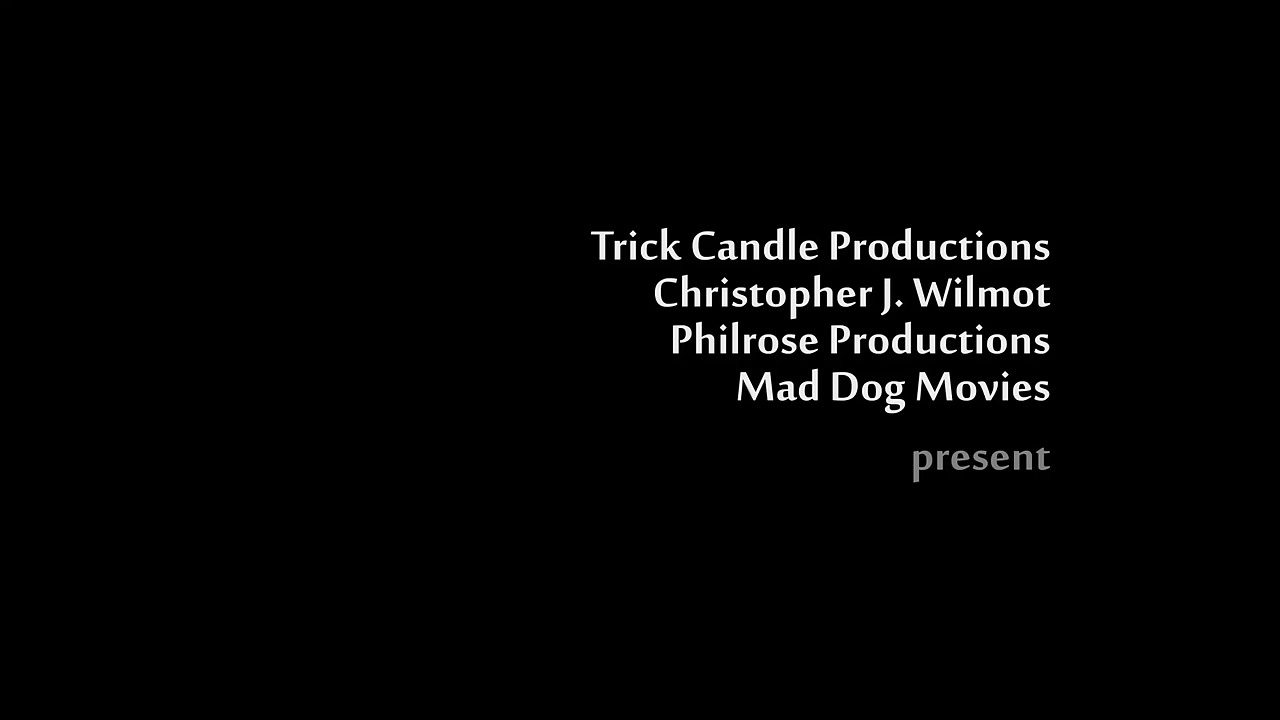 Trick Candle Productions
Christopher J. Wilmot
Philrose Productions
Mad Dog Movies
present